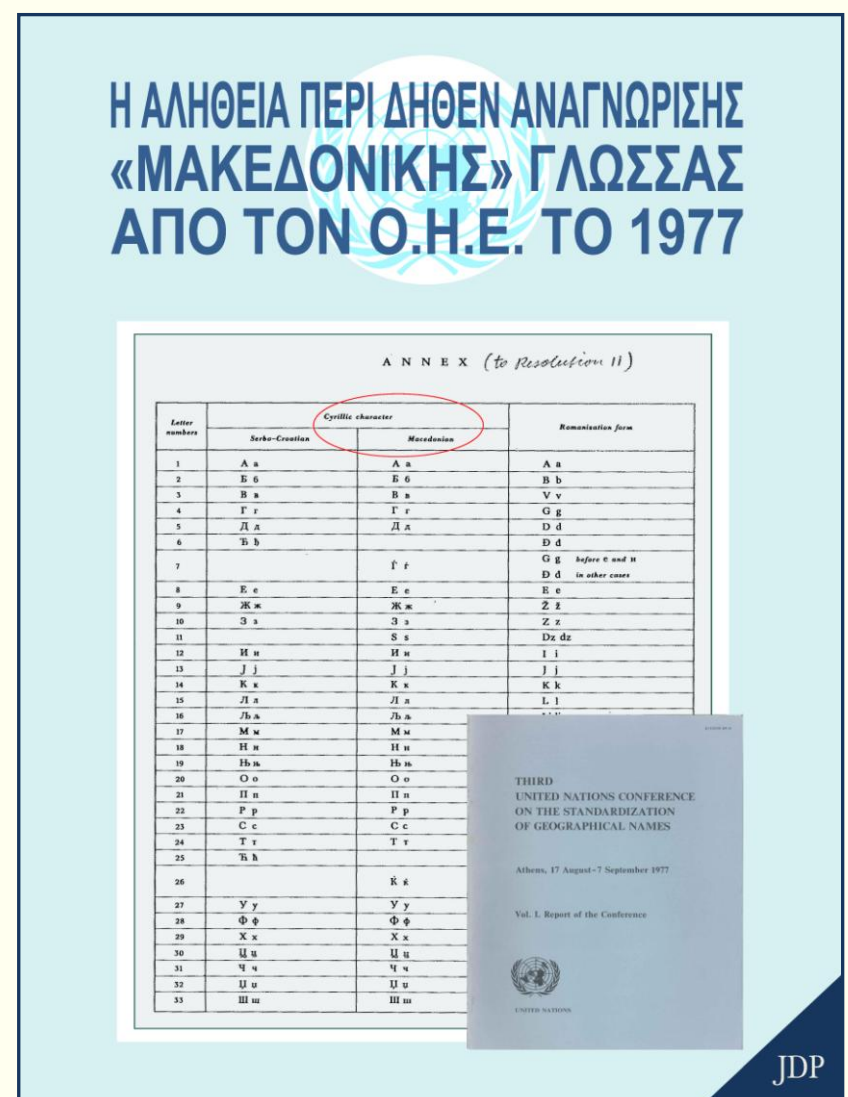 Η ΑΛΗΘΕΙΑ ΠΕΡΙ ΔΗΘΕΝ ΑΝΑΓΝΩΡΙΣΗΣ
«ΜΑΚΕΔΟΝΙΚΗΣ» ΓΛΩΣΣΑΣ
ΑΠΟ ΤΟΝ Ο.Η.Ε. ΤΟ 1977
ANNEX (to Resolution 11)
Letter numbers Cyrillic character Romanization form
Serbo-Croatian Macedonian
1 А а А а A a
2 Б б Б б B b
3 В в В в V v
4 Г г Г г G g
5 Д д Д д D d
6 Ђ ђ Đ d
7 Ѓ ѓ G g before e and и
Đ d in other cases
8 Е е Е е E e
9 Ж ж Ж ж Ž ž
10 З з З з Z z
11 Ѕ ѕ Dz dz
12 И и И и I i
13 Ј ј Ј ј J j
14 К к К к K k
15 Л л Л л L l
16 Љ љ Љ љ
17 М м М м
18 Н н Н н
19 Њ њ Њ њ
20 О о О о
21 П п П п
22 Р р Р р
23 С с С с
24 Т т Т т
25 Ћ ћ
26 Ќ ќ
27 У у У у
28 Ф ф Ф ф
29 Х х Х х
30 Ц ц Ц ц
31 Ч ч Ч ч
32 Џ џ Џ џ
33 Ш ш Ш ш
THIRD
UNITED NATIONS CONFERENCE
ON THE STANDARDIZATION
OF GEOGRAPHICAL NAMES
Athens, 17 August-7 September 1977
Vol. I. Report of the Conference
UNITED NATIONS
JDP